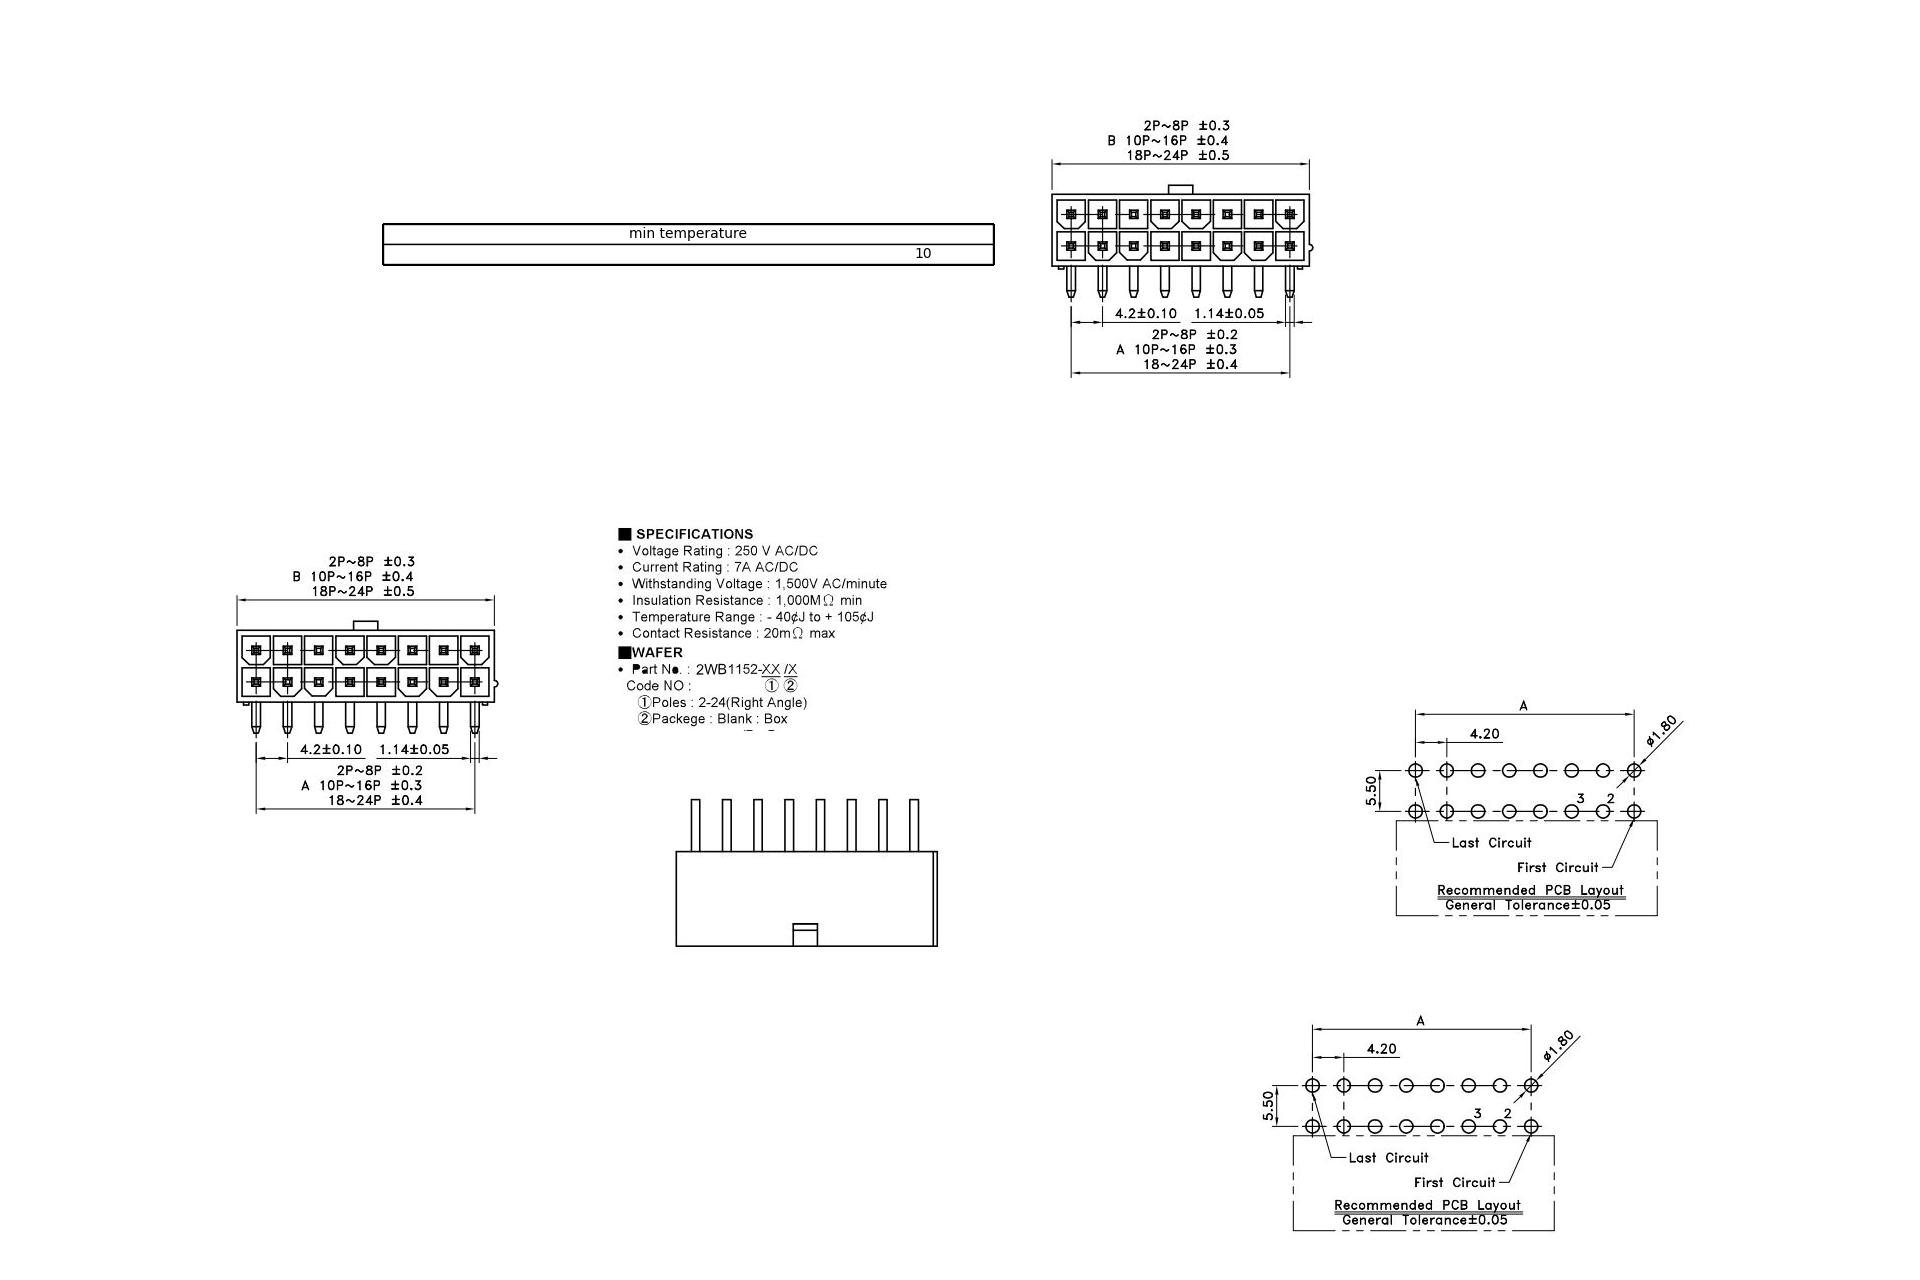 2P~8P ±0.3
B 10P~16P ±0.4
18P~24P ±0.5
min temperature
10
4.2±0.10 1.14±0.05
2P~8P ±0.2
A 10P~16P ±0.3
18~24P ±0.4
■ SPECIFICATIONS
• Voltage Rating : 250 V AC/DC
• Current Rating : 7A AC/DC
• Withstanding Voltage : 1,500V AC/minute
• Insulation Resistance : 1,000MΩ min
• Temperature Range : - 40¢J to + 105¢J
• Contact Resistance : 20mΩ max
■WAFER
• Part No. : 2WB1152-XX /X
Code NO : ① ②
①Poles : 2-24(Right Angle)
②Packege : Blank : Box
2P~8P ±0.3
B 10P~16P ±0.4
18P~24P ±0.5
4.2±0.10 1.14±0.05
2P~8P ±0.2
A 10P~16P ±0.3
18~24P ±0.4
A
4.20
ø1.80
5.50
3 2
Last Circuit
First Circuit
Recommended PCB Layout
General Tolerance±0.05
A
4.20
ø1.80
5.50
3 2
Last Circuit
First Circuit
Recommended PCB Layout
General Tolerance±0.05